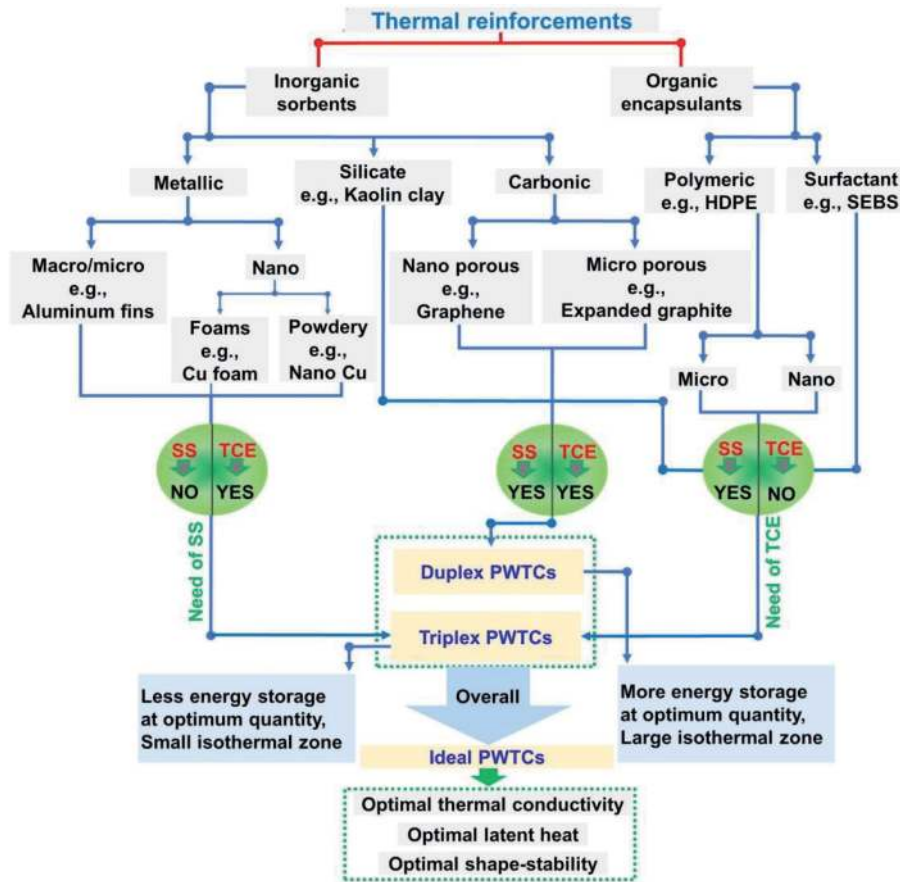 Thermal reinforcements
Inorganic
sorbents
Organic
encapsulants
Metallic
Silicate
e.g., Kaolin clay
Carbonic
Polymeric
e.g., HDPE
Surfactant
e.g., SEBS
Macro/micro
e.g.,
Aluminum fins
Nano
Nano porous
e.g.,
Graphene
Micro porous
e.g.,
Expanded graphite
Foams
e.g.,
Cu foam
Powdery
e.g.,
Nano Cu
Micro
Nano
SS TCE
NO YES
SS TCE
YES YES
SS TCE
YES NO
Need of SS
Need of TCE
Duplex PWTCs
Triplex PWTCs
Less energy storage
at optimum quantity,
Small isothermal zone
Overall
More energy storage
at optimum quantity,
Large isothermal zone
Ideal PWTCs
Optimal thermal conductivity
Optimal latent heat
Optimal shape-stability